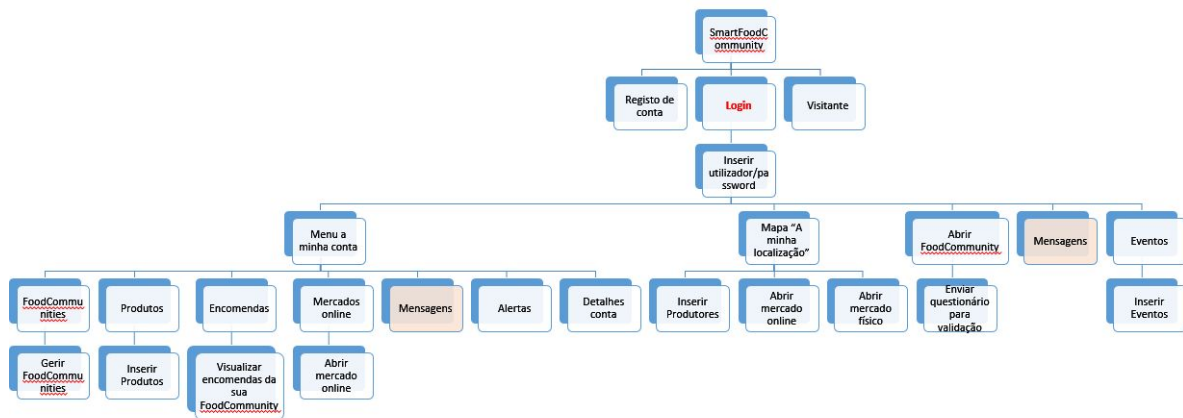 SmartFoodC
ommunity
Registo de
conta
Login
Visitante
Inserir
utilizador/pa
ssword
Menu a
minha conta
Mapa “A
minha
localização”
Abrir
FoodCommunity
Mensagens
Eventos
FoodCommu
nities
Produtos
Encomendas
Mercados
online
Mensagens
Alertas
Detalhes
conta
Inserir
Produtores
Abrir
mercado
online
Abrir
mercado
físico
Enviar
questionário
para
validação
Inserir
Eventos
Gerir
FoodCommu
nities
Inserir
Produtos
Visualizar
encomendas da
sua
FoodCommunity
Abrir
mercado
online